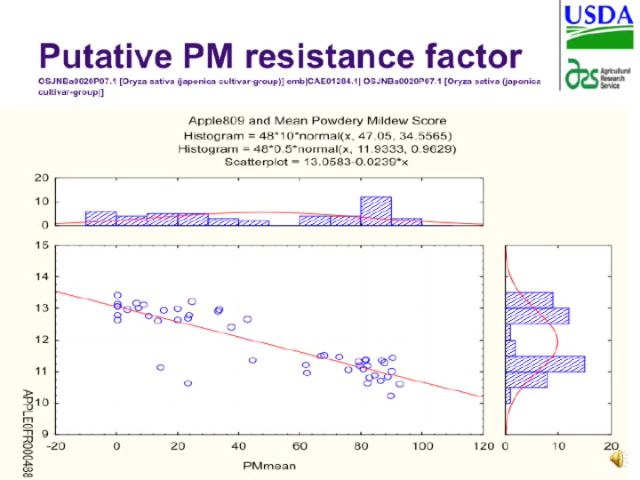 USDA
Putative PM resistance factor
OSJNBa0020P07.1 [Oryza sativa (japonica cultivar-group)] emb|CAE01284.1| OSJNBa0020P07.1 [Oryza sativa (japonica
cultivar-group)]
Agricultural
Research
Service
Apple809 and Mean Powdery Mildew Score
Histogram = 48*10*normal(x, 47.05, 34.5565)
Histogram = 48*0.5*normal(x, 11.9333, 0.9629)
Scatterplot = 13.0583-0.0239*x
20
10
0
15
14
13
12
11
10
9
-20 0 20 40 60 80 100 120
0 10 20
PMmean
APPLE0FR000498